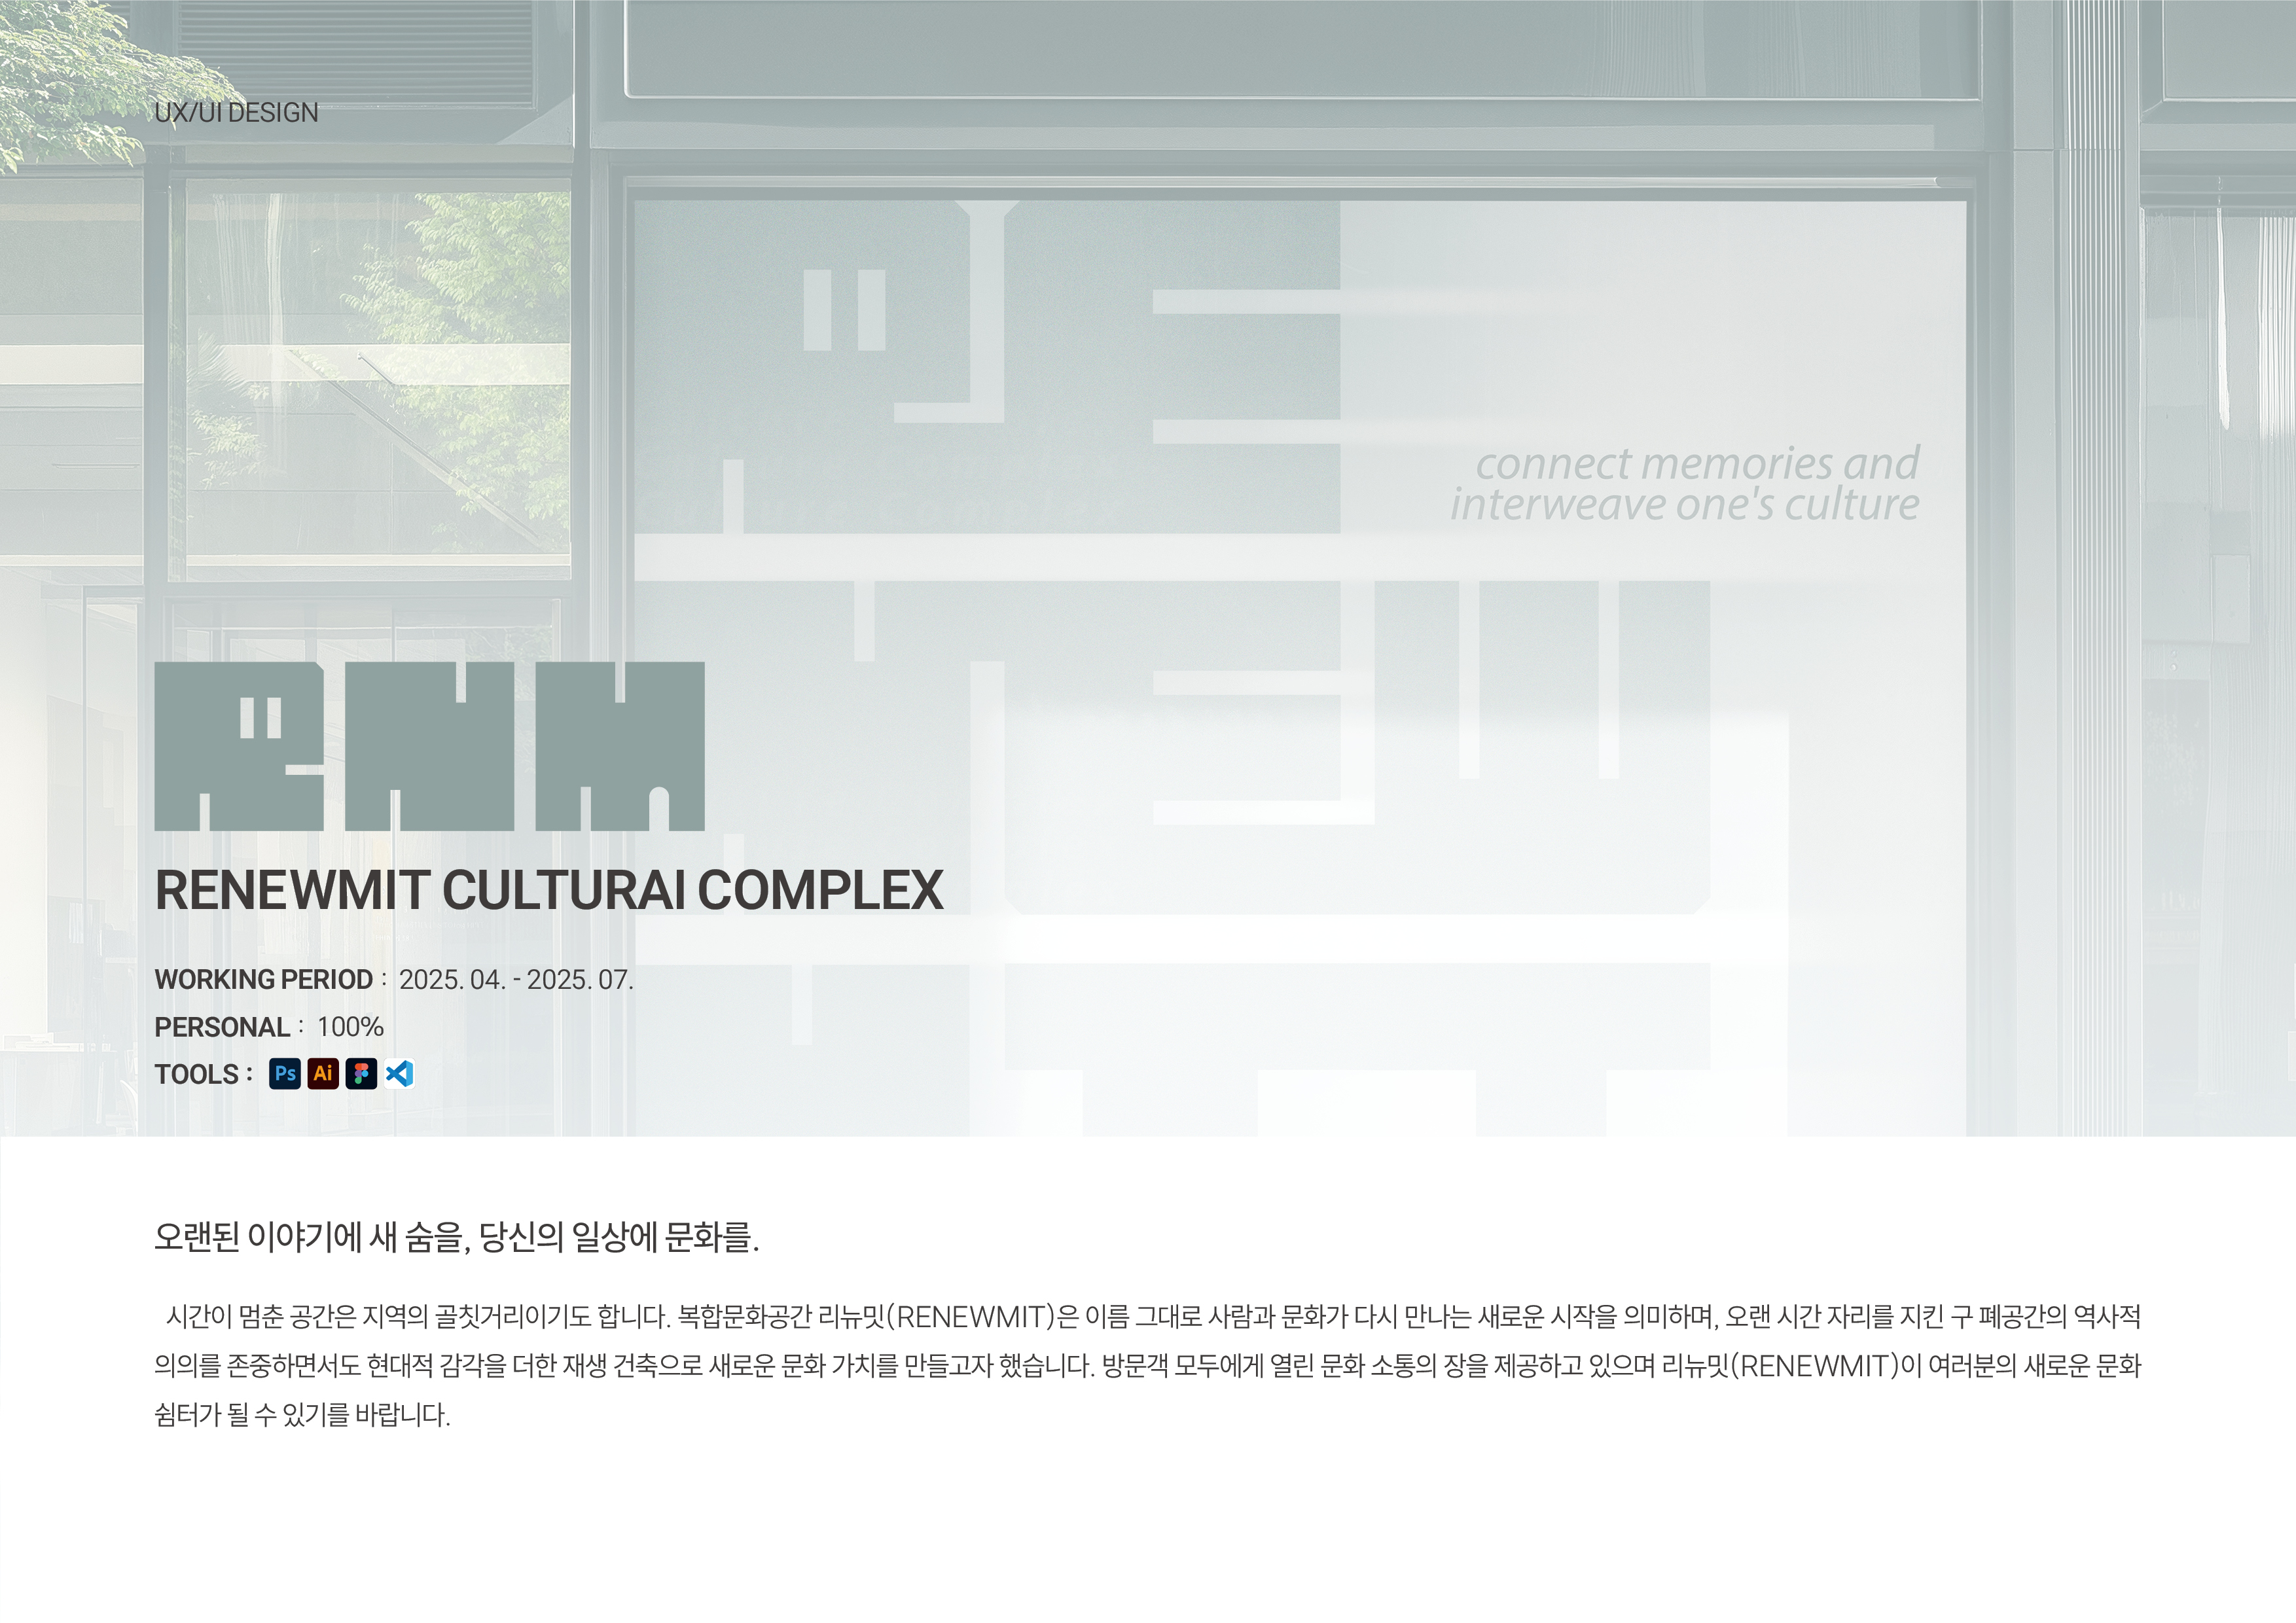 UX/UI DESIGN
connect memories and
interweave one's culture
RENEWMIT CULTURAI COMPLEX
WORKING PERIOD : 2025. 04. - 2025. 07.
PERSONAL : 100%
TOOLS : Ps Ai
오랜된 이야기에 새 숨을, 당신의 일상에 문화를.
시간이 멈춘 공간은 지역의 골칫거리이기도 합니다. 복합문화공간 리뉴밋(RENEWMIT)은 이름 그대로 사람과 문화가 다시 만나는 새로운 시작을 의미하며, 오랜 시간 자리를 지킨 구 폐공간의 역사적
의의를 존중하면서도 현대적 감각을 더한 재생 건축으로 새로운 문화 가치를 만들고자 했습니다. 방문객 모두에게 열린 문화 소통의 장을 제공하고 있으며 리뉴밋(RENEWMIT)이 여러분의 새로운 문화
쉼터가 될 수 있기를 바랍니다.